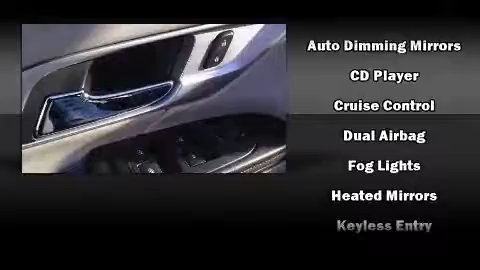 Auto Dimming Mirrors
CD Player
Cruise Control
Dual Airbag
Fog Lights
Heated Mirrors
Keyless Entry